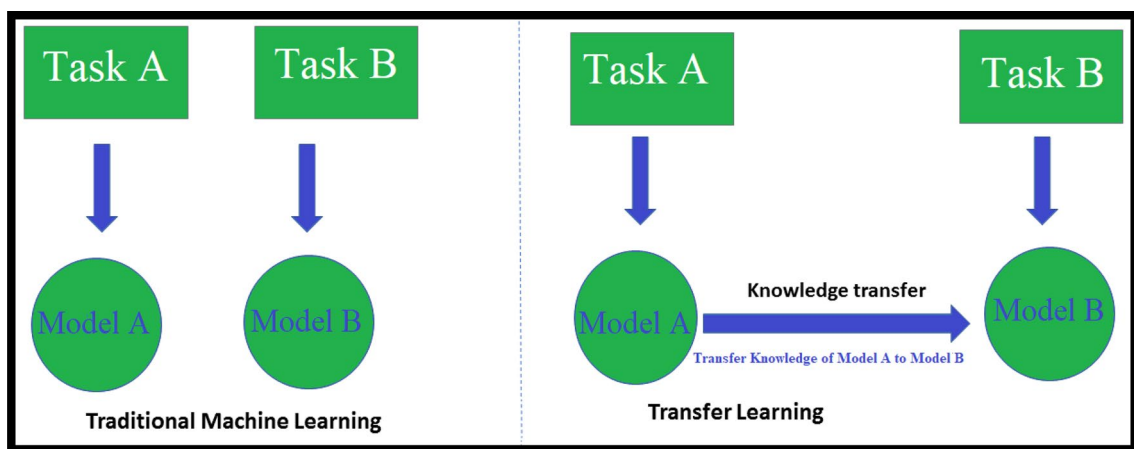 Task A
Task B
Model A
Model B
Traditional Machine Learning
Task A
Task B
Model A
Knowledge transfer
Transfer Knowledge of Model A to Model B
Model B
Transfer Learning